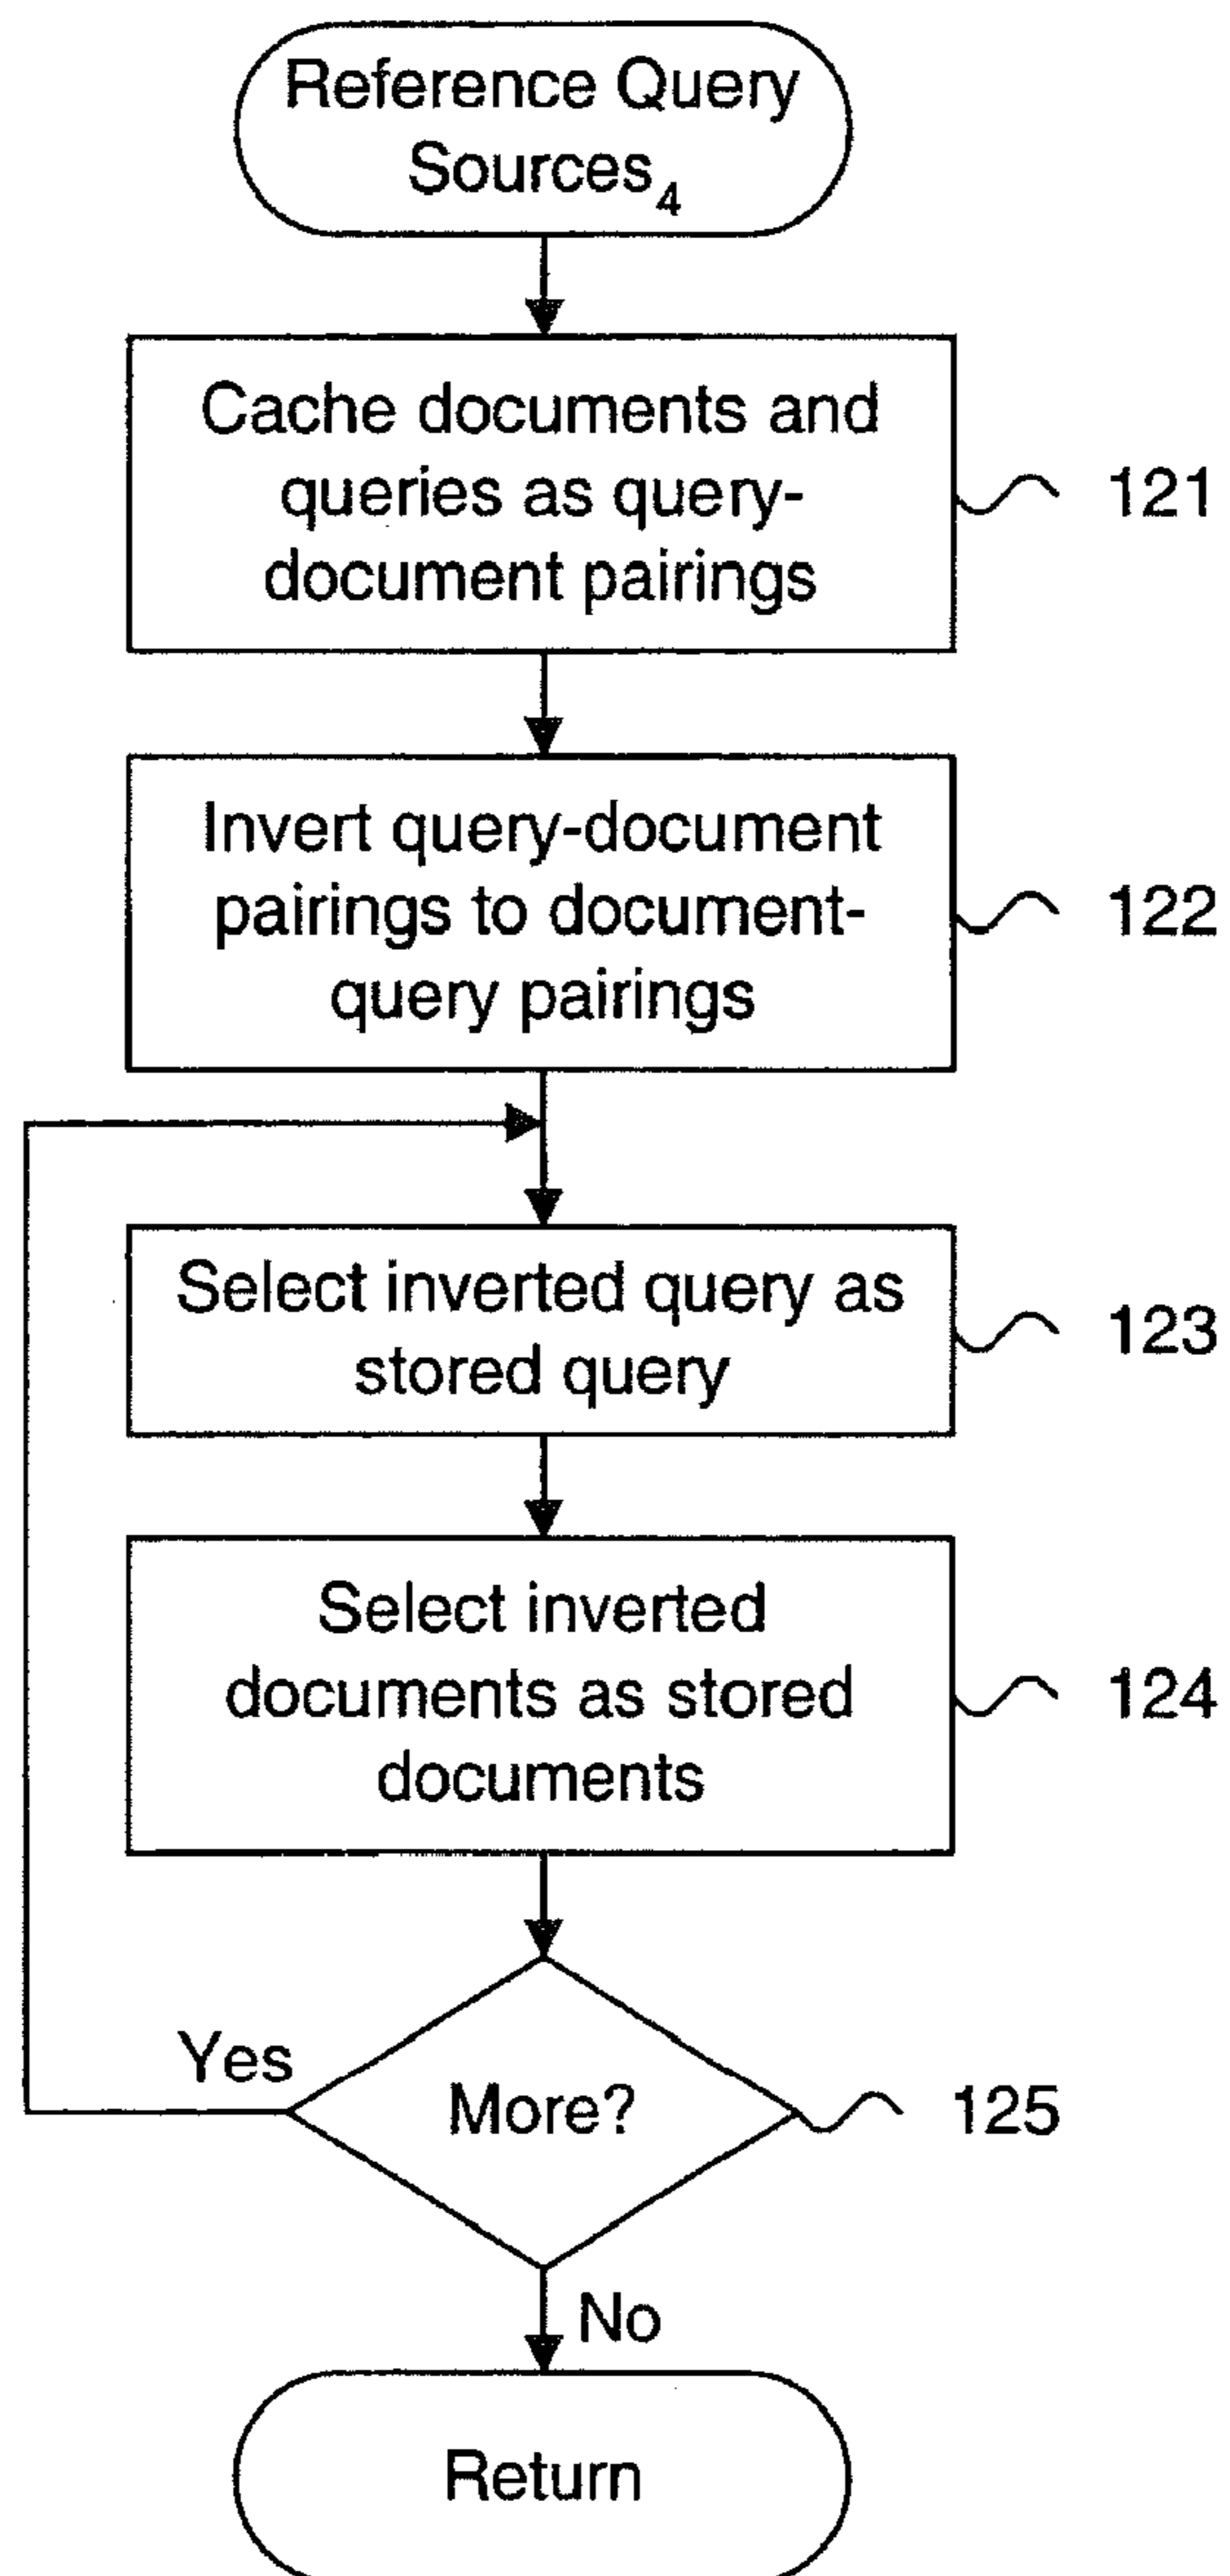 Reference Query
Sources₄
Cache documents and
queries as query-
document pairings
121
Invert query-document
pairings to document-
query pairings
122
Select inverted query as
stored query
123
Select inverted
documents as stored
documents
124
Yes
More?
125
No
Return